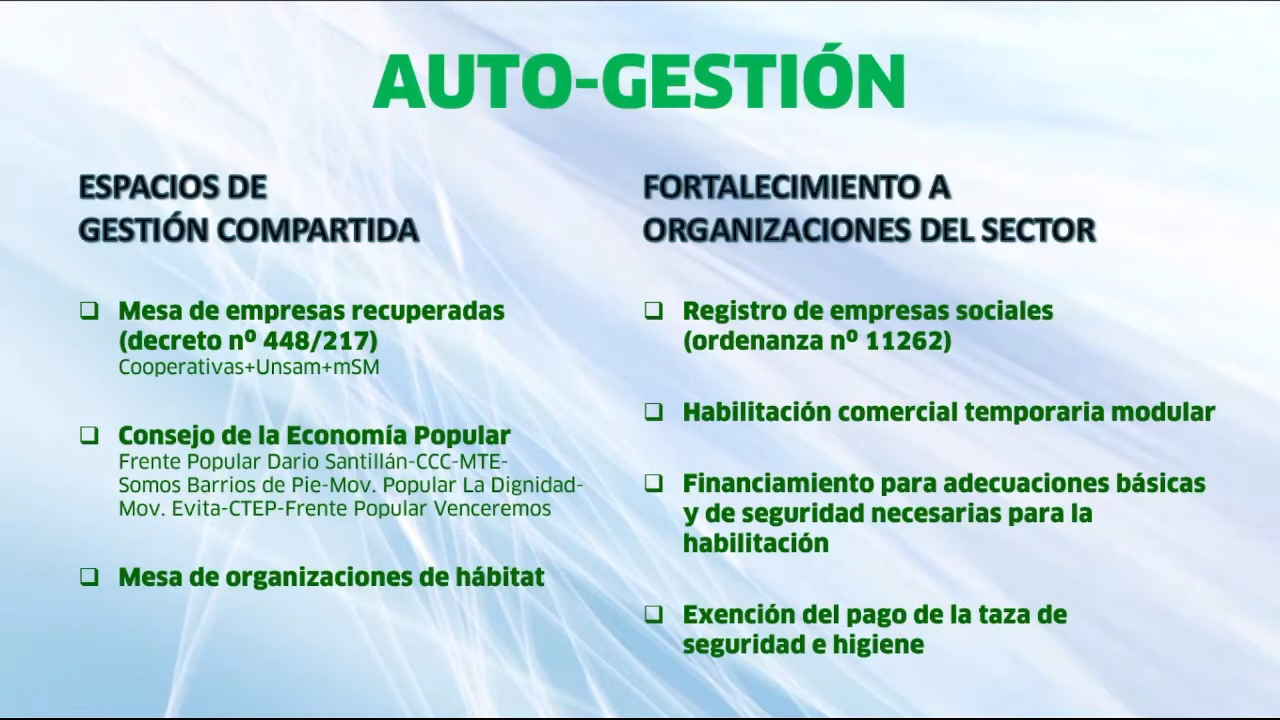 AUTO-GESTIÓN
ESPACIOS DE
GESTIÓN COMPARTIDA
Mesa de empresas recuperadas
(decreto nº 448/217)
Cooperativas+Unsam+mSM
Consejo de la Economía Popular
Frente Popular Dario Santillán-CCC-MTE-
Somos Barrios de Pie-Mov. Popular La Dignidad-
Mov. Evita-CTEP-Frente Popular Venceremos
Mesa de organizaciones de hábitat
FORTALECIMIENTO A
ORGANIZACIONES DEL SECTOR
Registro de empresas sociales
(ordenanza nº 11262)
Habilitación comercial temporaria modular
Financiamiento para adecuaciones básicas
y de seguridad necesarias para la
habilitación
Exención del pago de la taza de
seguridad e higiene